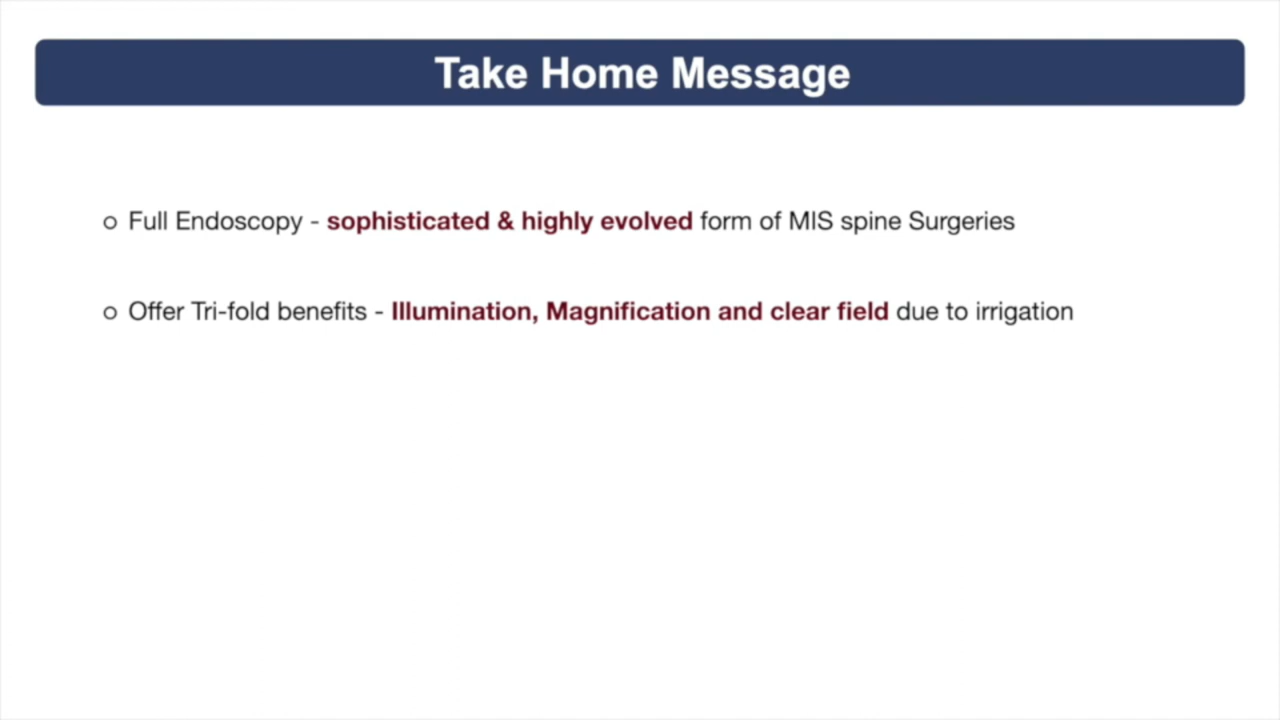 Take Home Message
○ Full Endoscopy - sophisticated & highly evolved form of MIS spine Surgeries
○ Offer Tri-fold benefits - Illumination, Magnification and clear field due to irrigation